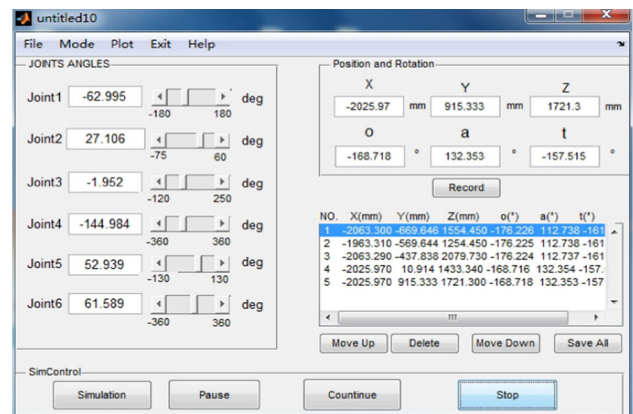 untitled10
File Mode Plot Exit Help
JOINTS ANGLES
Joint1 -62.995 deg
-180 180
Joint2 27.106 deg
-75 60
Joint3 -1.952 deg
-120 250
Joint4 -144.984 deg
-360 360
Joint5 52.939 deg
-130 130
Joint6 61.589 deg
-360 360
Position and Rotation
X Y Z
-2025.97 mm 915.333 mm 1721.3 mm
o a t
-168.718 ° 132.353 ° -157.515 °
Record
NO. X(mm) Y(mm) Z(mm) o(°) a(°) t(°)
1 -2063.300 -669.646 1554.450 -176.226 112.738 -161
2 -1963.310 -569.644 1254.450 -176.225 112.738 -161
3 -2063.290 -437.838 2079.730 -176.224 112.737 -161
4 -2025.970 10.914 1433.340 -168.716 132.354 -157.
5 -2025.970 915.333 1721.300 -168.718 132.353 -157
Move Up Delete Move Down Save All
SimControl
Simulation Pause Countinue Stop